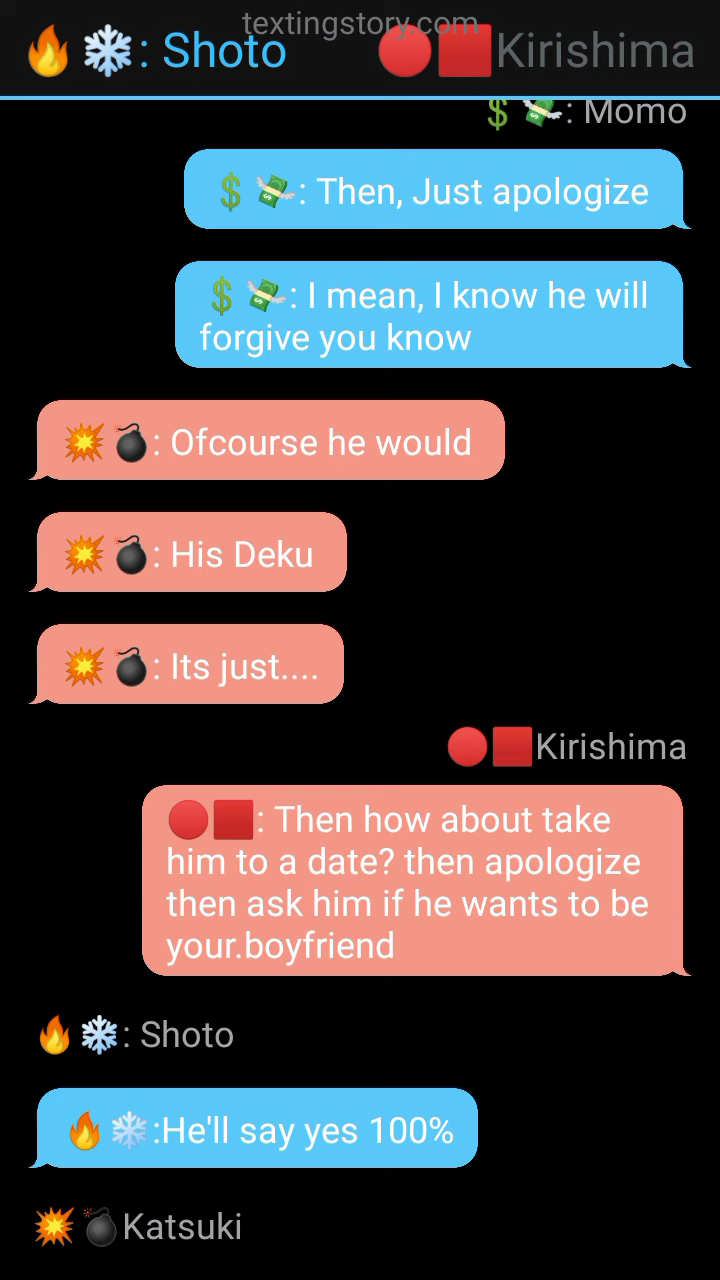 textingstory.com
🔥❄️: Shoto
🔴🟥Kirishima
💲💸: Momo
💲💸: Then, Just apologize
💲💸: I mean, I know he will
forgive you know
💥💣: Ofcourse he would
💥💣: His Deku
💥💣: Its just....
🔴🟥Kirishima
🔴🟥: Then how about take
him to a date? then apologize
then ask him if he wants to be
your.boyfriend
🔥❄️: Shoto
🔥❄️:He'll say yes 100%
💥💣Katsuki